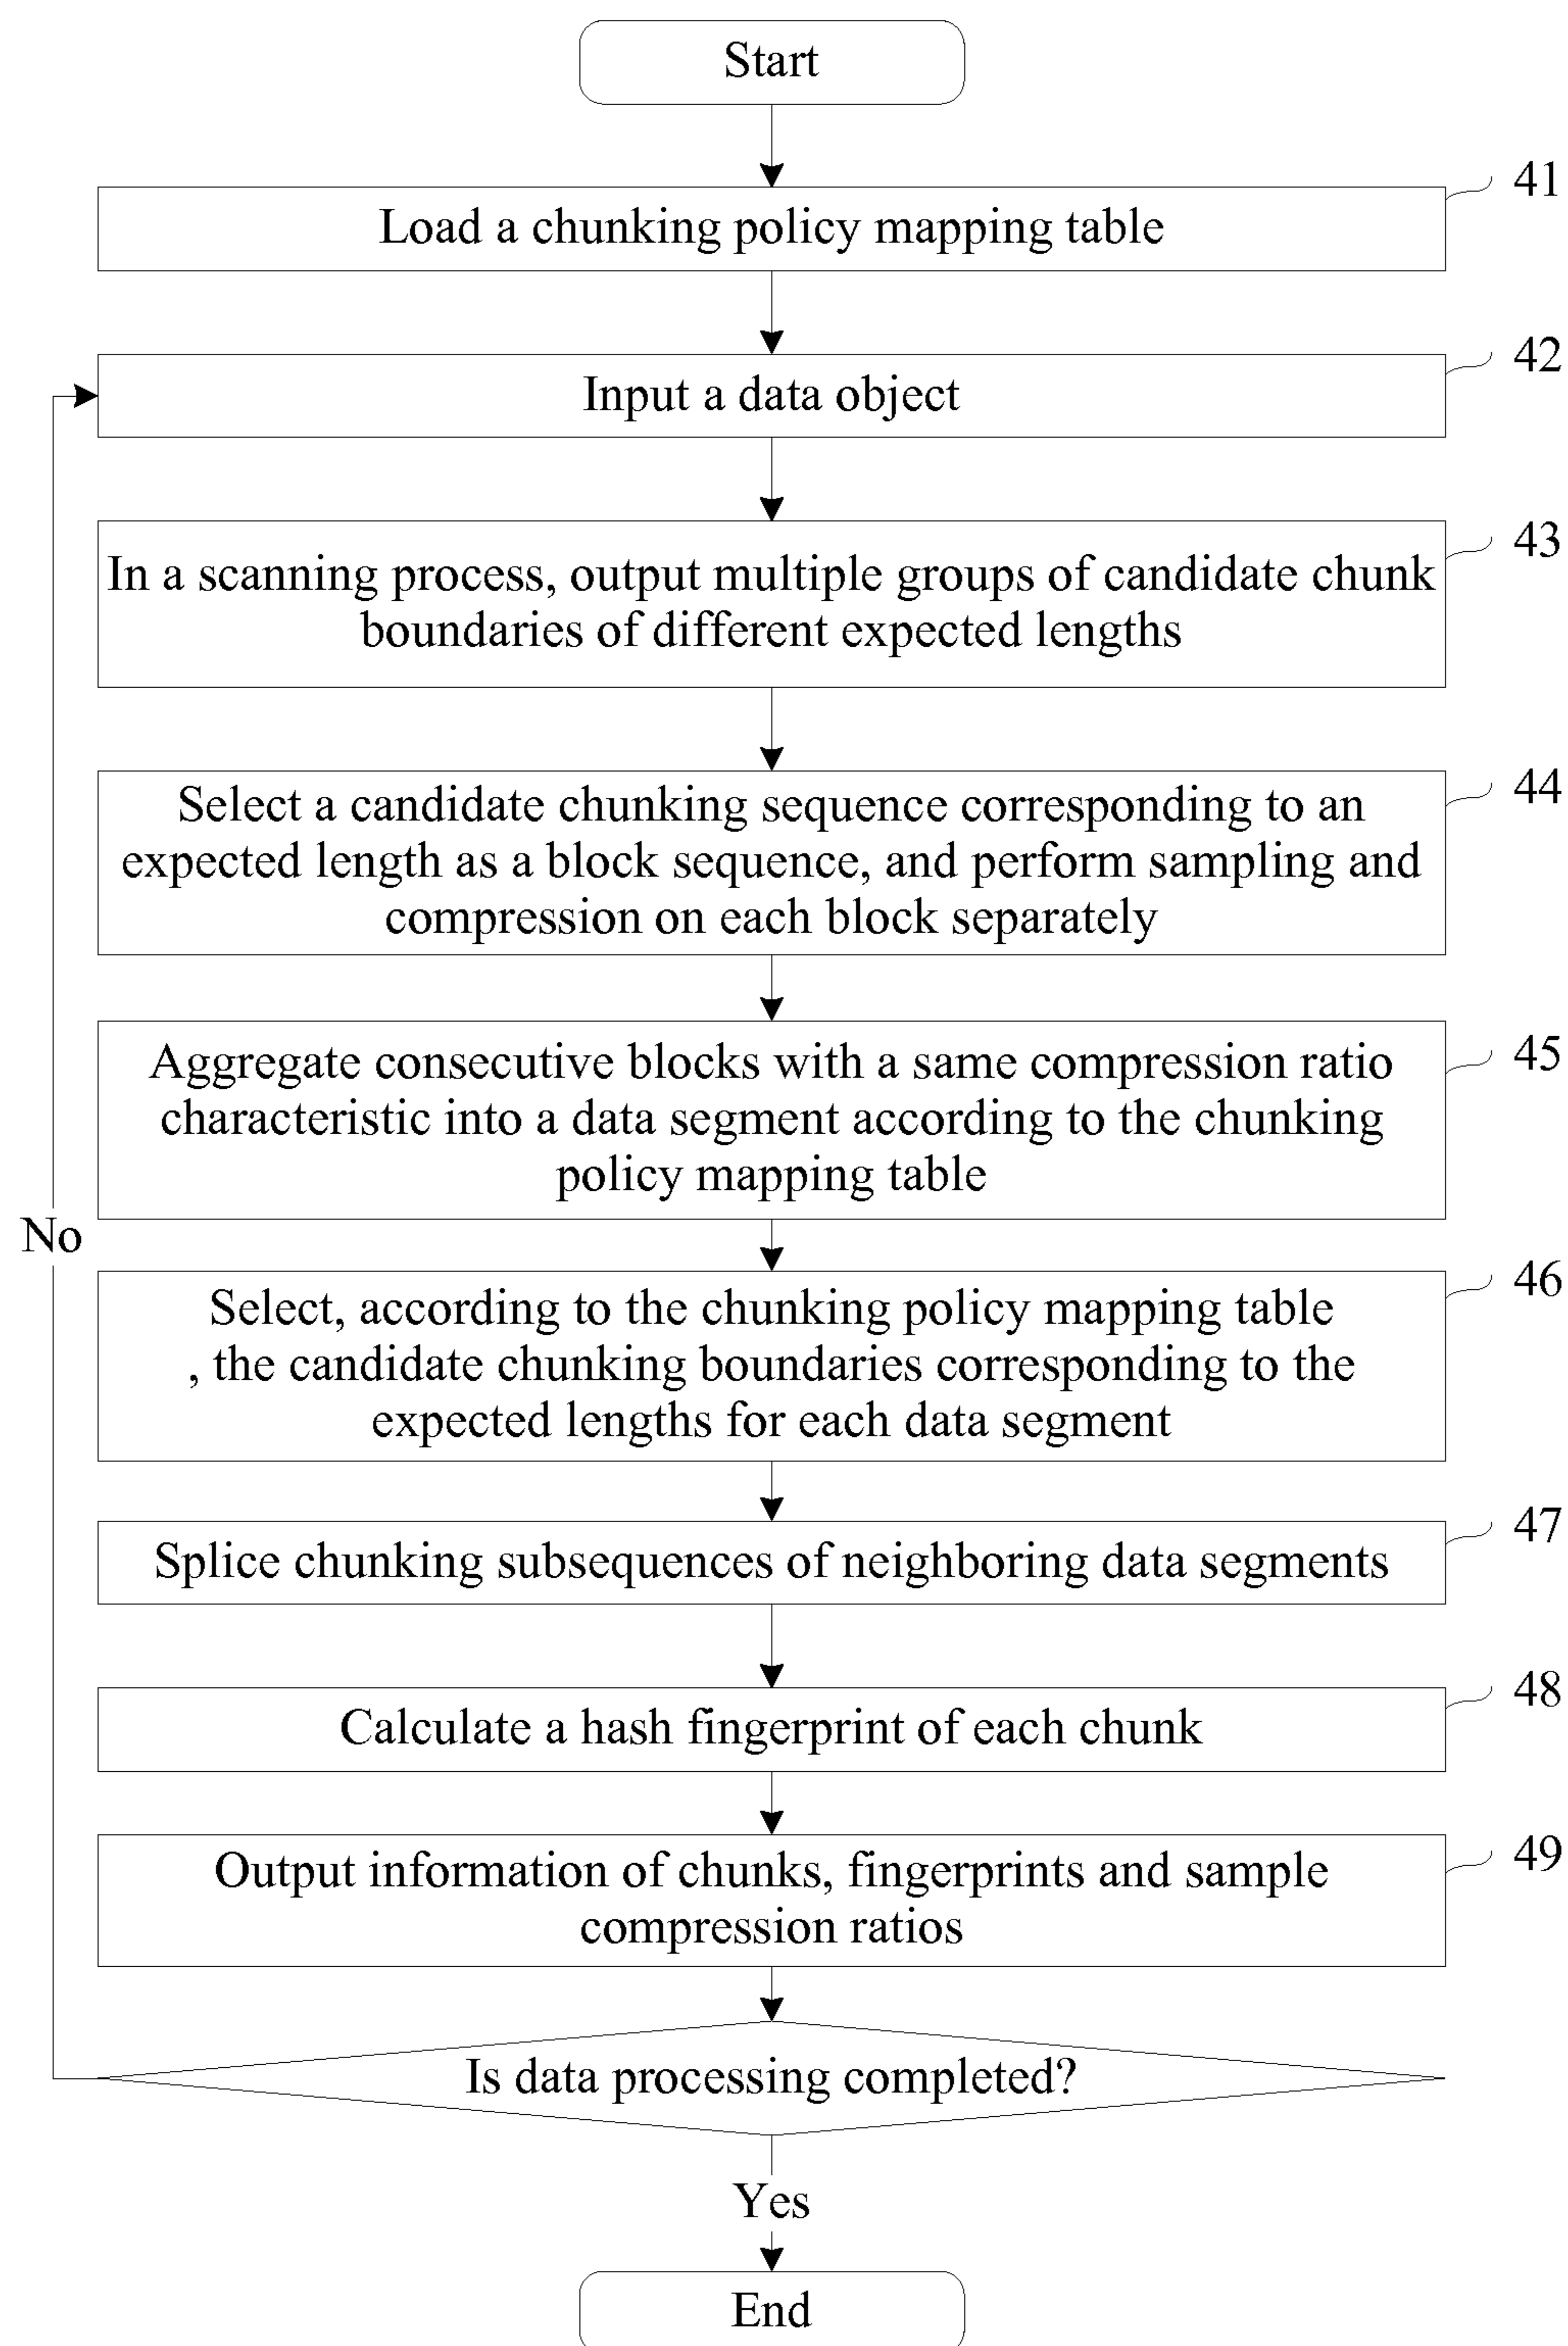 Start
41
Load a chunking policy mapping table
42
Input a data object
43
In a scanning process, output multiple groups of candidate chunk
boundaries of different expected lengths
44
Select a candidate chunking sequence corresponding to an
expected length as a block sequence, and perform sampling and
compression on each block separately
45
Aggregate consecutive blocks with a same compression ratio
characteristic into a data segment according to the chunking
policy mapping table
No
46
Select, according to the chunking policy mapping table
, the candidate chunking boundaries corresponding to the
expected lengths for each data segment
47
Splice chunking subsequences of neighboring data segments
48
Calculate a hash fingerprint of each chunk
49
Output information of chunks, fingerprints and sample
compression ratios
Is data processing completed?
Yes
End